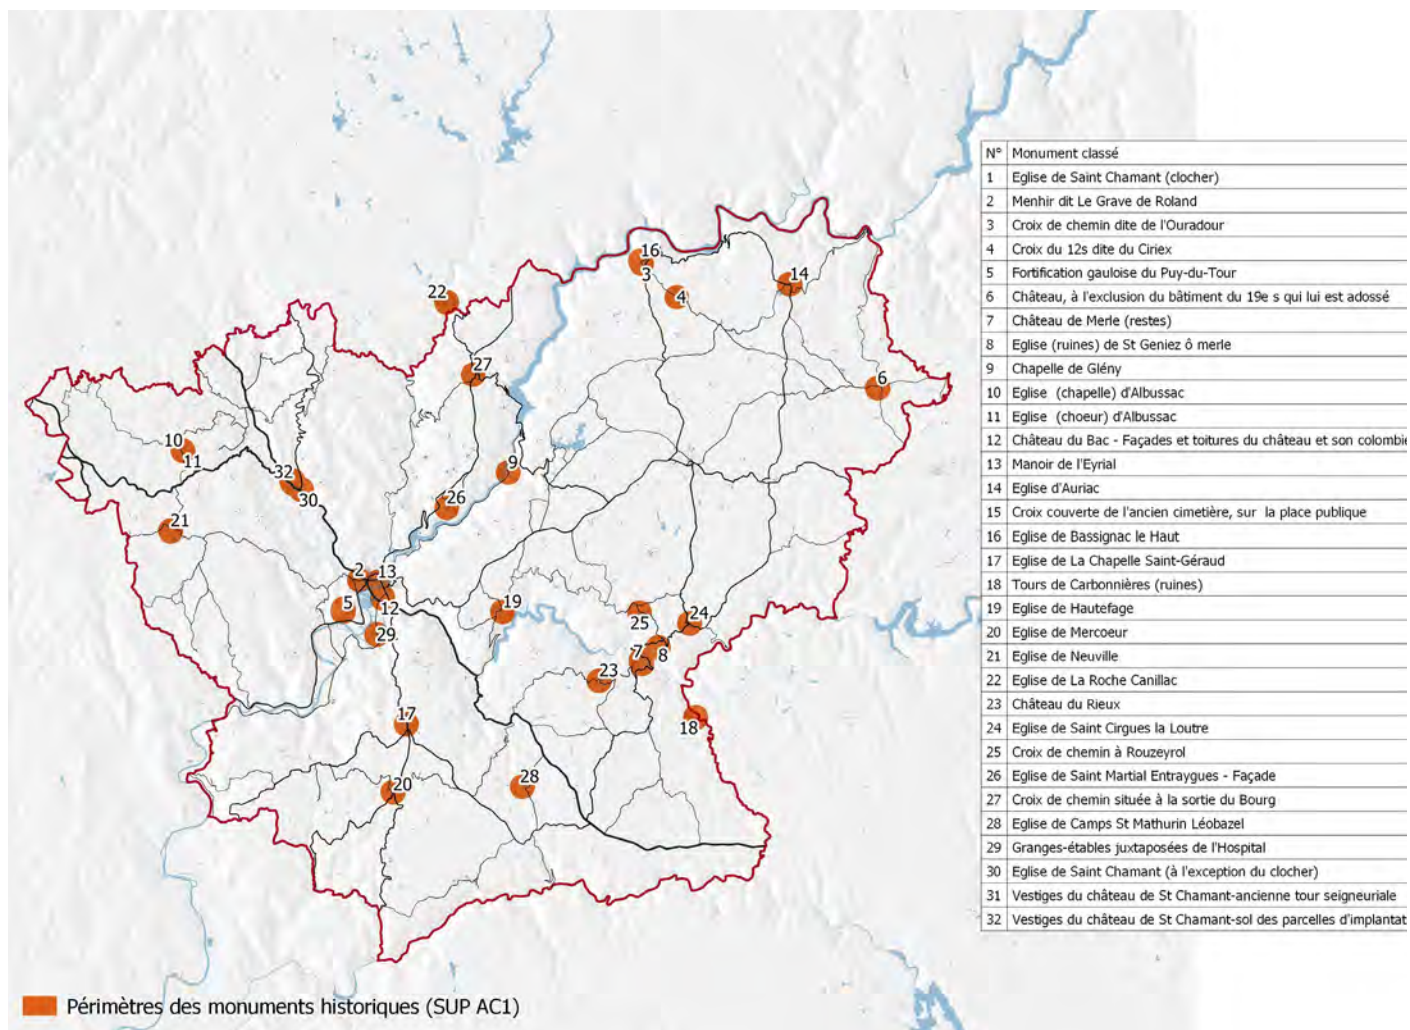 N° Monument classé
1 Eglise de Saint Chamant (clocher)
2 Menhir dit Le Grave de Roland
3 Croix de chemin dite de l'Ouradour
4 Croix du 12s dite du Ciriex
5 Fortification gauloise du Puy-du-Tour
6 Château, à l'exclusion du bâtiment du 19e s qui lui est adossé
7 Château de Merle (restes)
8 Eglise (ruines) de St Geniez ô merle
9 Chapelle de Glény
10 Eglise (chapelle) d'Albussac
11 Eglise (choeur) d'Albussac
12 Château du Bac - Façades et toitures du château et son colombie
13 Manoir de l'Eyrial
14 Eglise d'Auriac
15 Croix couverte de l'ancien cimetière, sur la place publique
16 Eglise de Bassignac le Haut
17 Eglise de La Chapelle Saint-Géraud
18 Tours de Carbonnières (ruines)
19 Eglise de Hautefage
20 Eglise de Mercoeur
21 Eglise de Neuville
22 Eglise de La Roche Canillac
23 Château du Rieux
24 Eglise de Saint Cirgues la Loutre
25 Croix de chemin à Rouzeyrol
26 Eglise de Saint Martial Entraygues - Façade
27 Croix de chemin située à la sortie du Bourg
28 Eglise de Camps St Mathurin Léobazel
29 Granges-étables juxtaposées de l'Hospital
30 Eglise de Saint Chamant (à l'exception du clocher)
31 Vestiges du château de St Chamant-ancienne tour seigneuriale
32 Vestiges du château de St Chamant-sol des parcelles d'implantat
16
3
14
4
22
27
6
10
11
32
30
9
26
21
2
13
5
12
29
19
25
24
7
8
23
18
17
20
28
Périmètres des monuments historiques (SUP AC1)